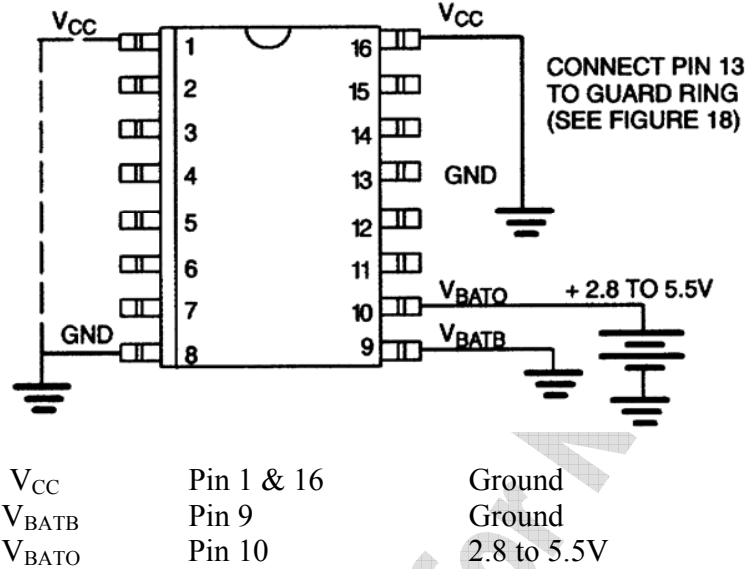 VCC
VCC
1
2
3
4
5
6
7
8
16
15
14
13
12
11
10
9
CONNECT PIN 13
TO GUARD RING
(SEE FIGURE 18)
GND
VBATO
+ 2.8 TO 5.5V
GND
VBATB
VCC Pin 1 & 16 Ground
VBATB Pin 9 Ground
VBATO Pin 10 2.8 to 5.5V
for